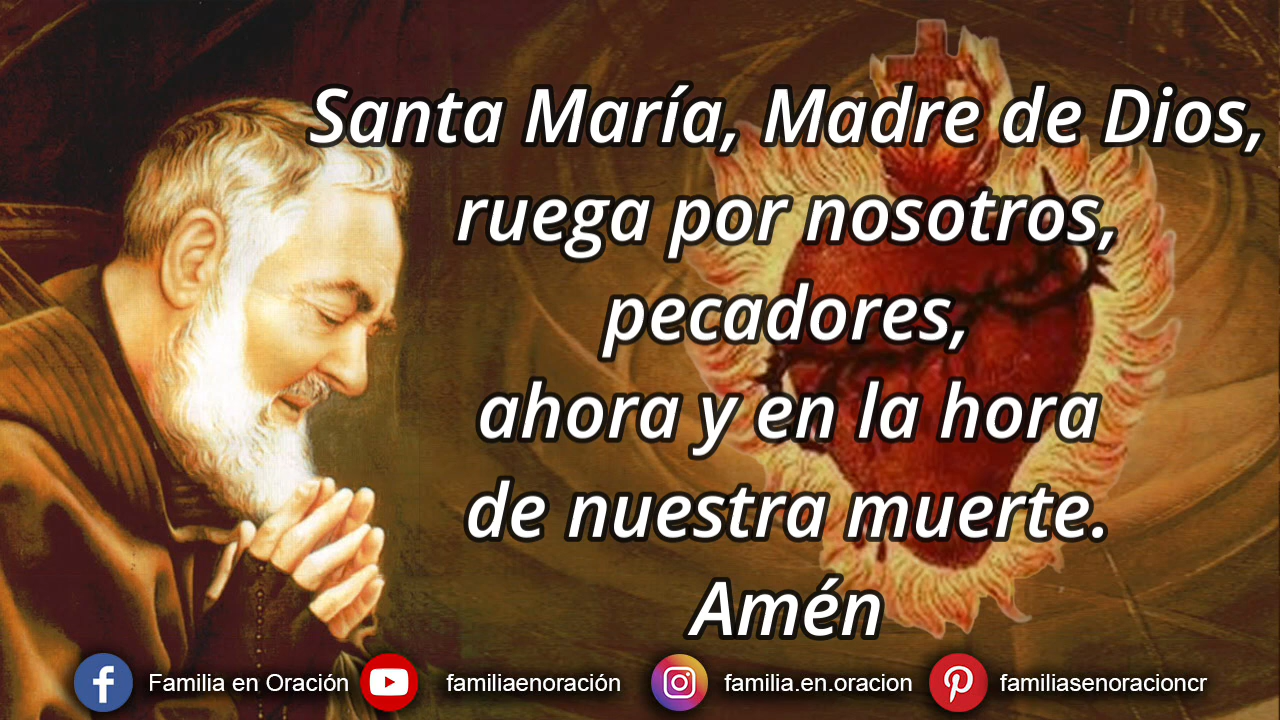 Santa María, Madre de Dios,
ruega por nosotros,
pecadores,
ahora y en la hora
de nuestra muerte.
Amén
Familia en Oración familiaenoración familia.en.oracion familiasenoracioncr